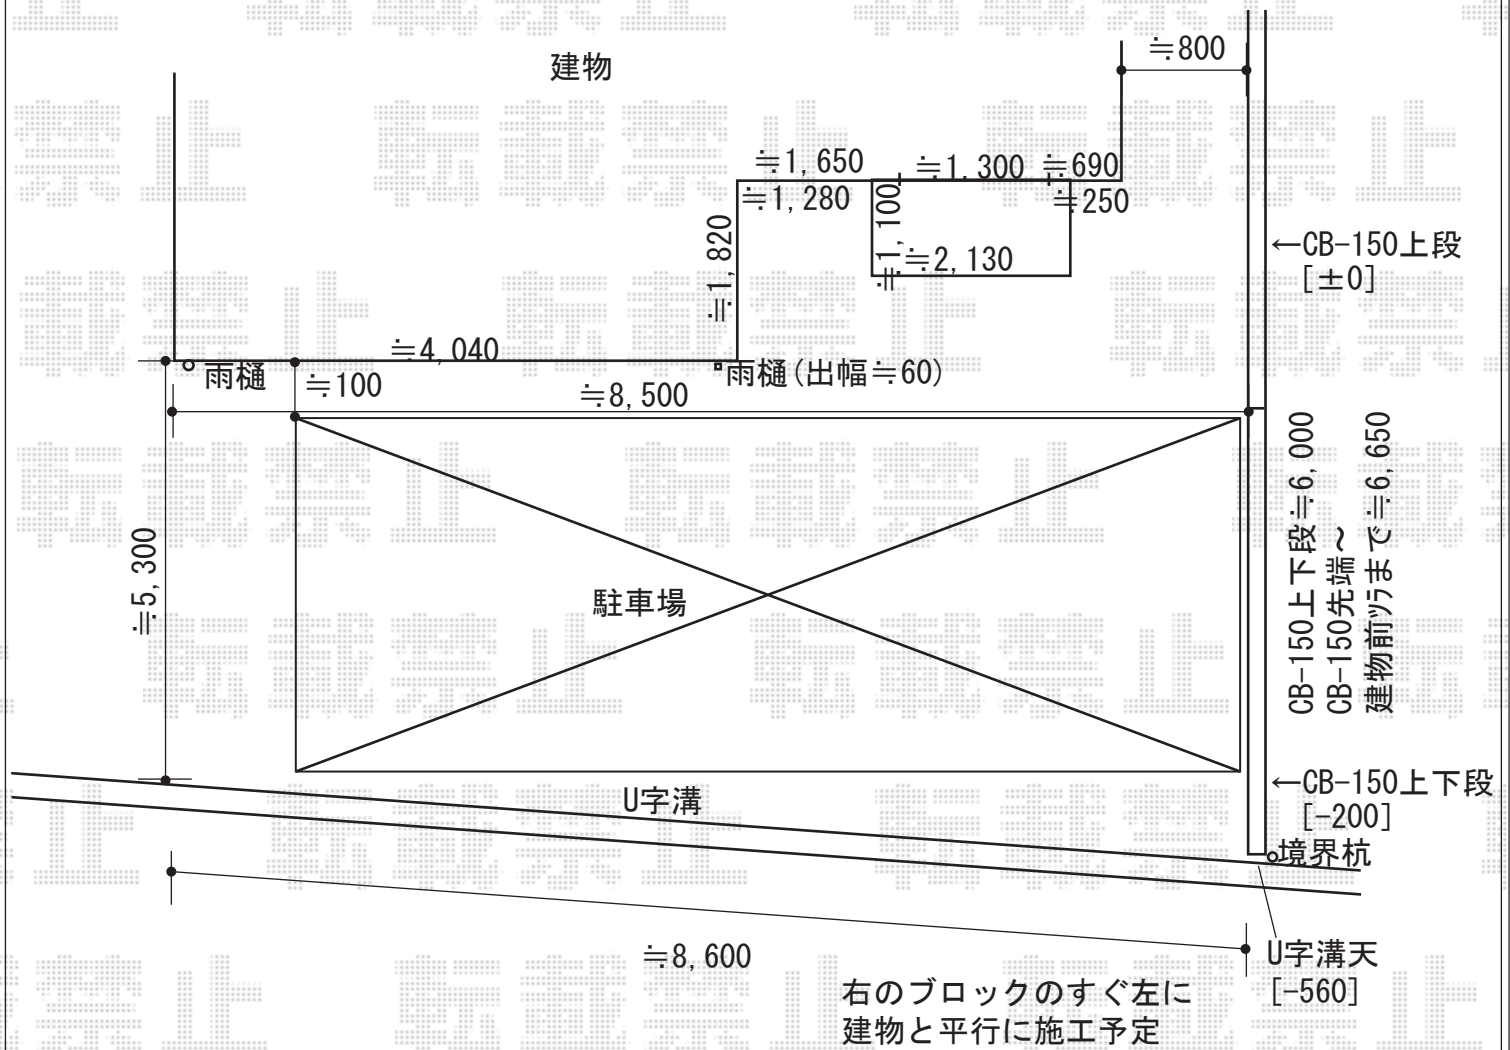 建物
≒800
≒1,650
≒1,300
≒690
≒1,280
≒250
≒1,100
≒1,820
≒2,130
←CB-150上段
[±0]
≒4,040
雨樋
≒100
雨樋(出幅≒60)
≒8,500
≒5,300
駐車場
CB-150上下段≒6,000
CB-150先端~
建物前ヅラまで≒6,650
U字溝
←CB-150上下段
[-200]
境界杭
≒8,600
U字溝天
[-560]
右のブロックのすぐ左に
建物と平行に施工予定
転載禁止